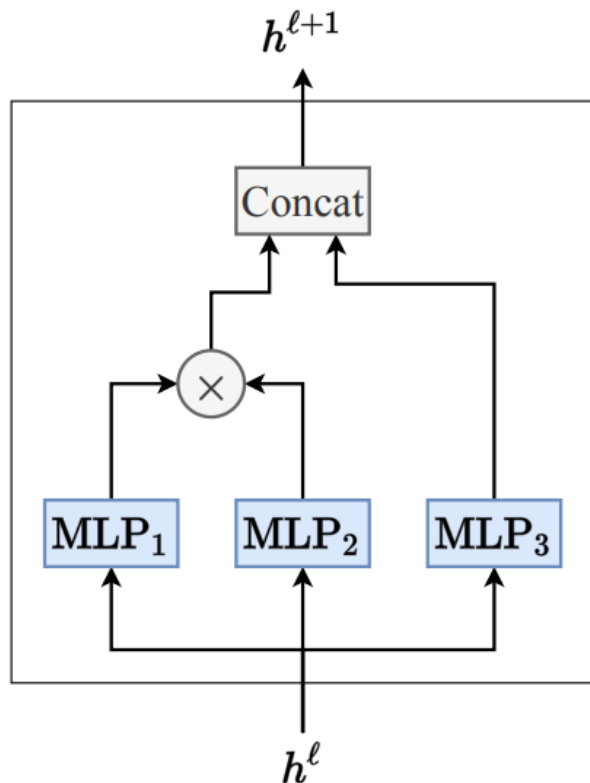 h^{ℓ+1}
Concat
×
MLP₁ MLP₂ MLP₃
h^ℓ